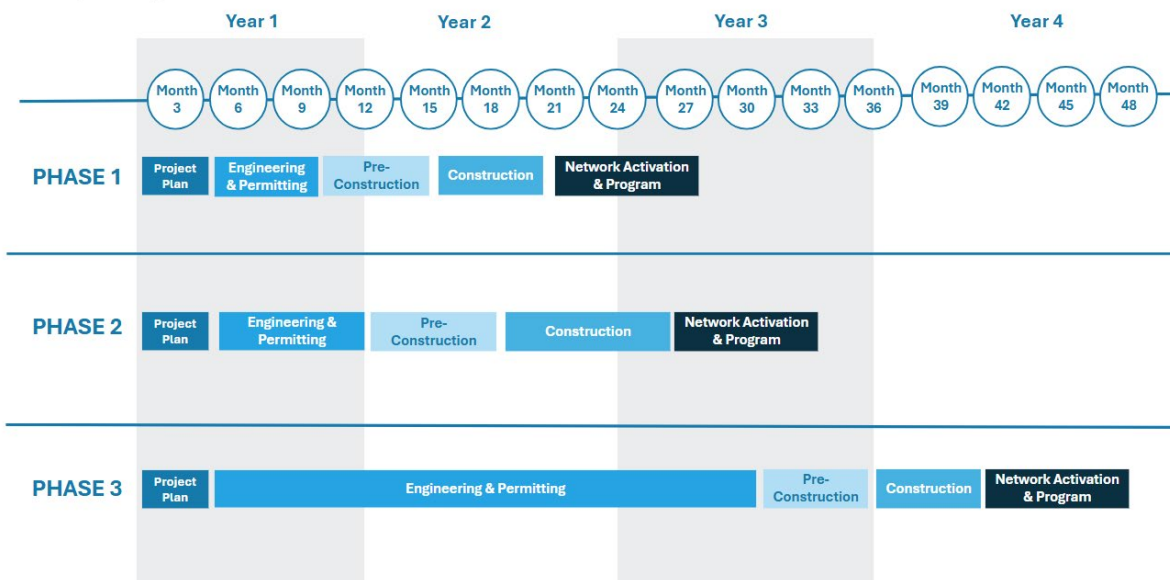 Year 1
Year 2
Year 3
Year 4
Month
3
Month
6
Month
9
Month
12
Month
15
Month
18
Month
21
Month
24
Month
27
Month
30
Month
33
Month
36
Month
39
Month
42
Month
45
Month
48
PHASE 1
Project
Plan
Engineering
& Permitting
Pre-
Construction
Construction
Network Activation
& Program
PHASE 2
Project
Plan
Engineering &
Permitting
Pre-
Construction
Construction
Network Activation
& Program
PHASE 3
Project
Plan
Engineering & Permitting
Pre-
Construction
Construction
Network Activation
& Program